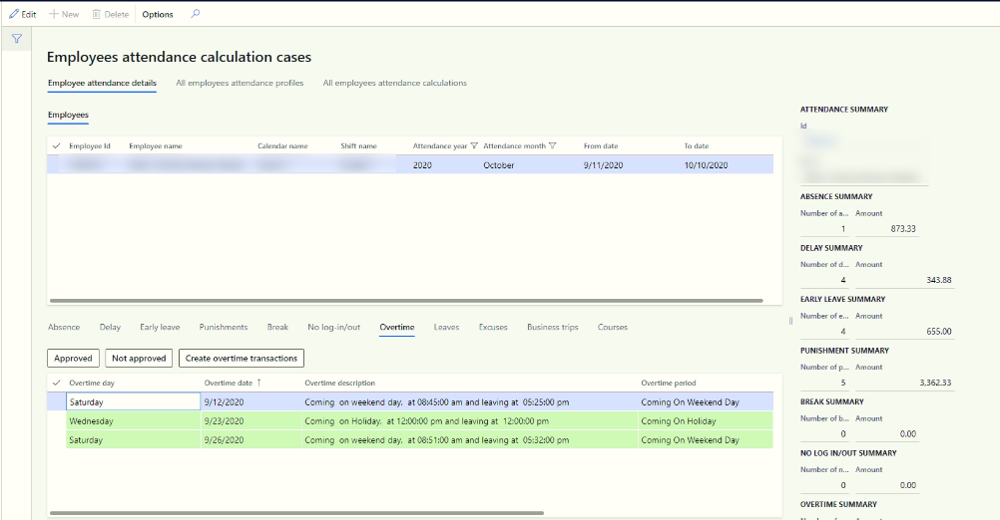 Edit New Delete Options
Employees attendance calculation cases
Employee attendance details All employees attendance profiles All employees attendance calculations
Employees
Employee Id Employee name Calendar name Shift name Attendance year Attendance month From date To date
2020 October 9/11/2020 10/10/2020
Absence Delay Early leave Punishments Break No log-in/out Overtime Leaves Excuses Business trips Courses
Approved Not approved Create overtime transactions
Overtime day Overtime date ↑ Overtime description Overtime period
Saturday 9/12/2020 Coming on weekend day, at 08:45:00 am and leaving at 05:25:00 pm Coming On Weekend Day
Wednesday 9/23/2020 Coming on Holiday, at 12:00:00 pm and leaving at 12:00:00 pm Coming On Holiday
Saturday 9/26/2020 Coming on weekend day, at 08:51:00 am and leaving at 05:32:00 pm Coming On Weekend Day
ATTENDANCE SUMMARY
Id
ABSENCE SUMMARY
Number of a... Amount
1 873.33
DELAY SUMMARY
Number of d... Amount
4 343.88
EARLY LEAVE SUMMARY
Number of e... Amount
4 655.00
PUNISHMENT SUMMARY
Number of p... Amount
5 3,362.33
BREAK SUMMARY
Number of b... Amount
0 0.00
NO LOG IN/OUT SUMMARY
Number of n... Amount
0 0.00
OVERTIME SUMMARY